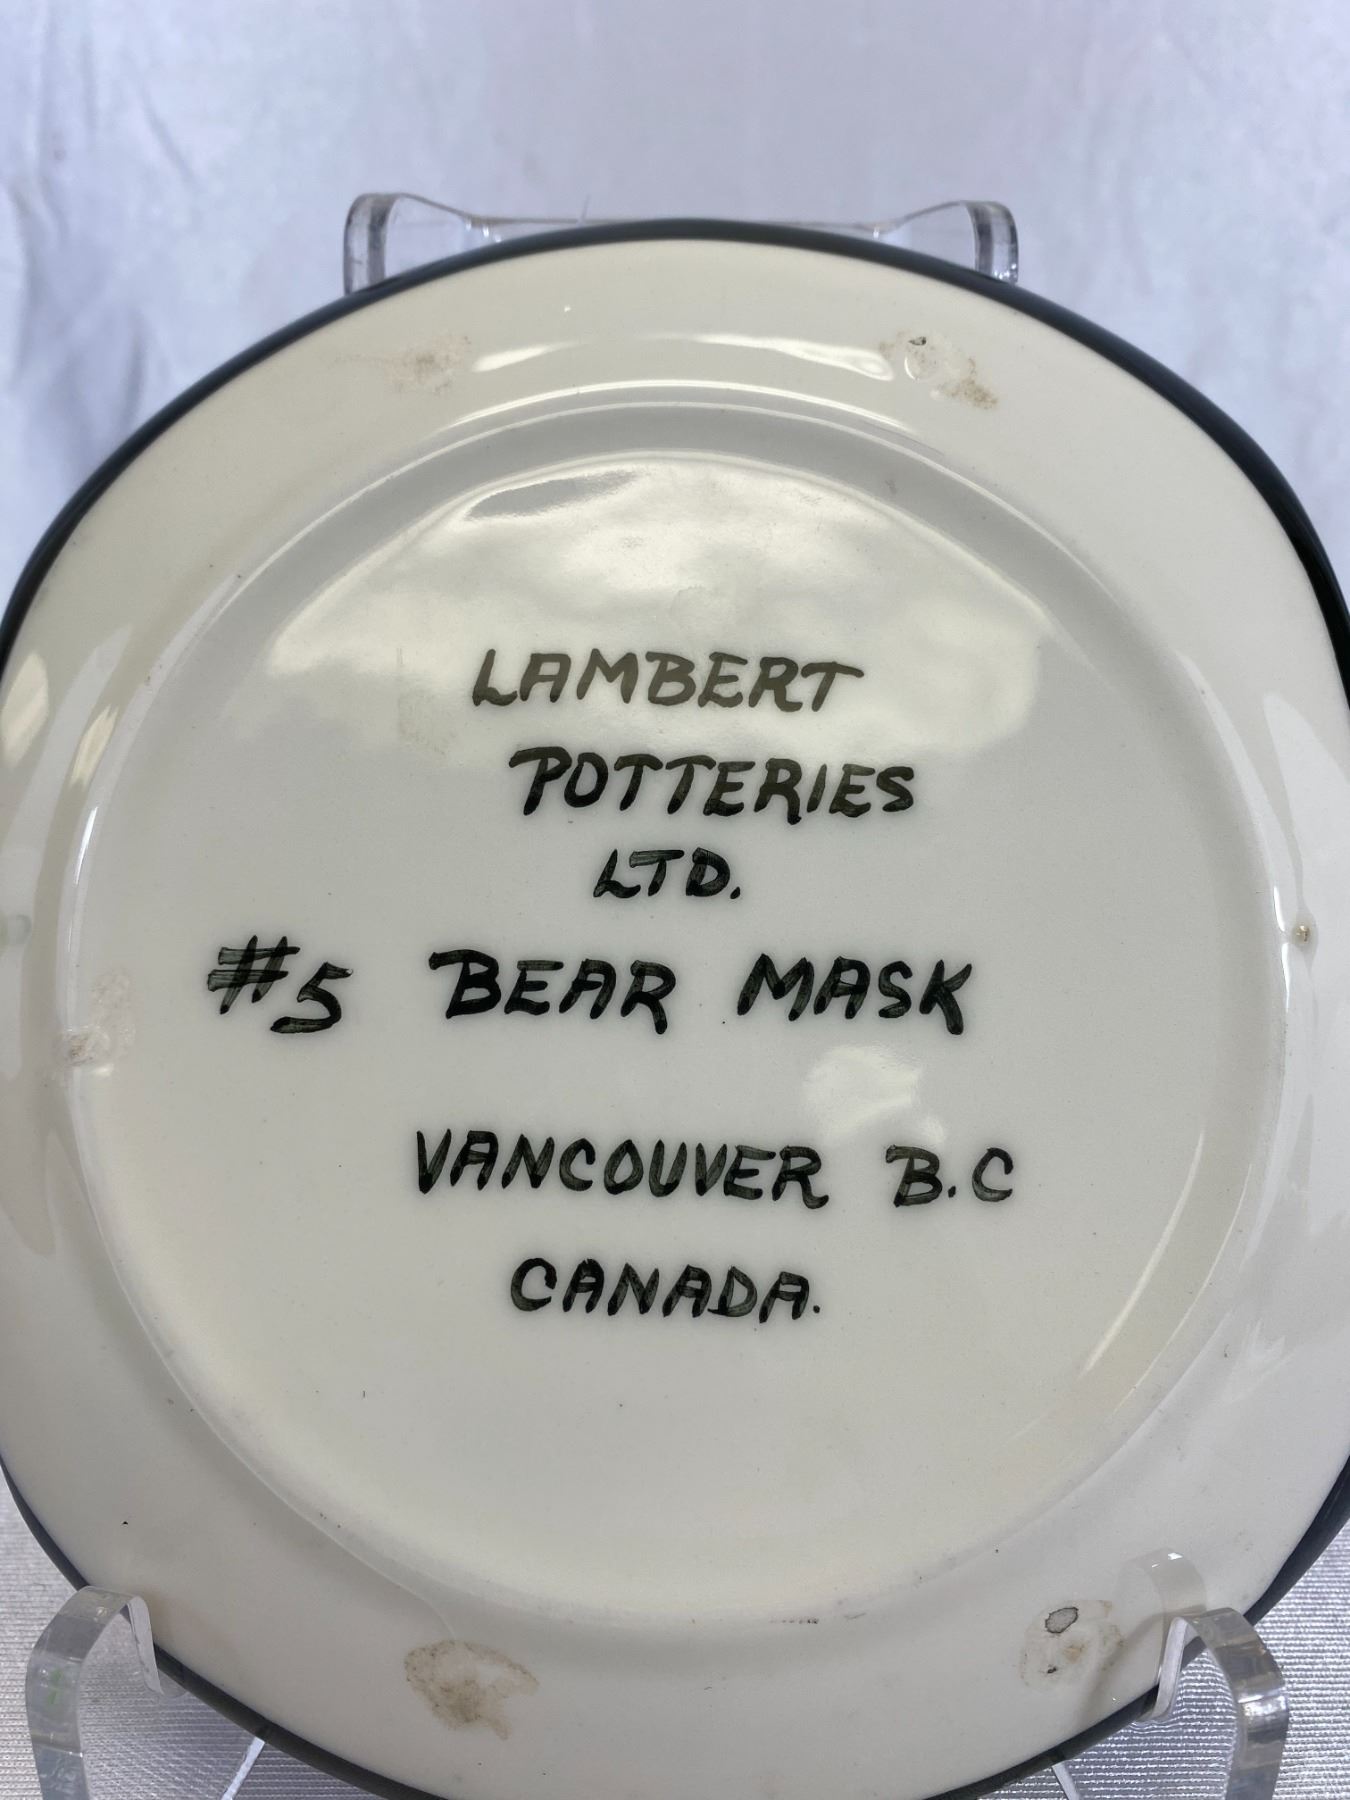 LAMBERT
POTTERIES
LTD.
#5 BEAR MASK
VANCOUVER B.C
CANADA.